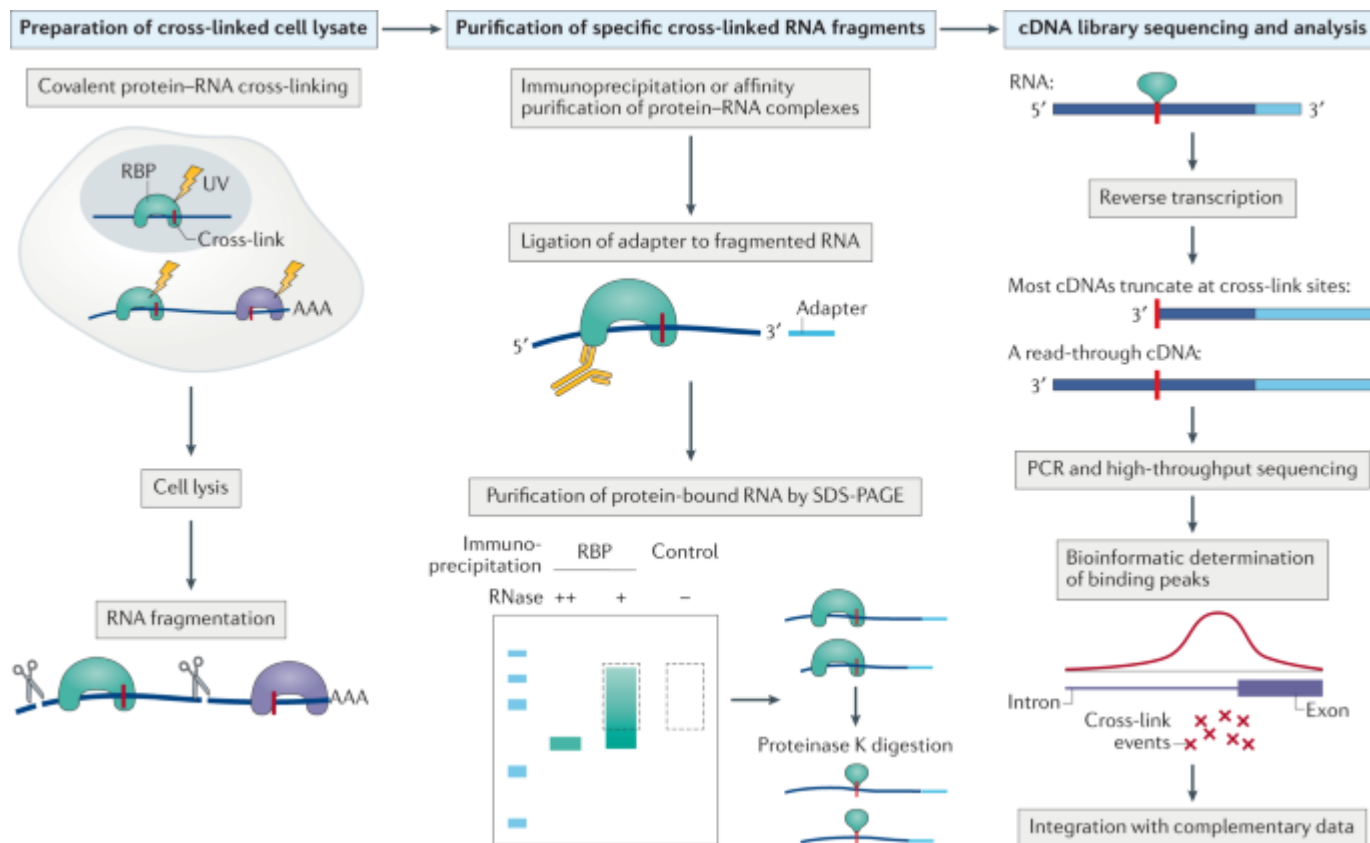 Preparation of cross-linked cell lysate
Covalent protein–RNA cross-linking
RBP
UV
Cross-link
AAA
Cell lysis
RNA fragmentation
AAA
Purification of specific cross-linked RNA fragments
Immunoprecipitation or affinity
purification of protein–RNA complexes
Ligation of adapter to fragmented RNA
Adapter
5′
3′
Purification of protein-bound RNA by SDS-PAGE
Immuno-
precipitation
RBP
Control
RNase
++
+
–
Proteinase K digestion
cDNA library sequencing and analysis
RNA:
5′
3′
Reverse transcription
Most cDNAs truncate at cross-link sites:
3′
A read-through cDNA:
3′
PCR and high-throughput sequencing
Bioinformatic determination
of binding peaks
Intron
Exon
Cross-link
events
Integration with complementary data